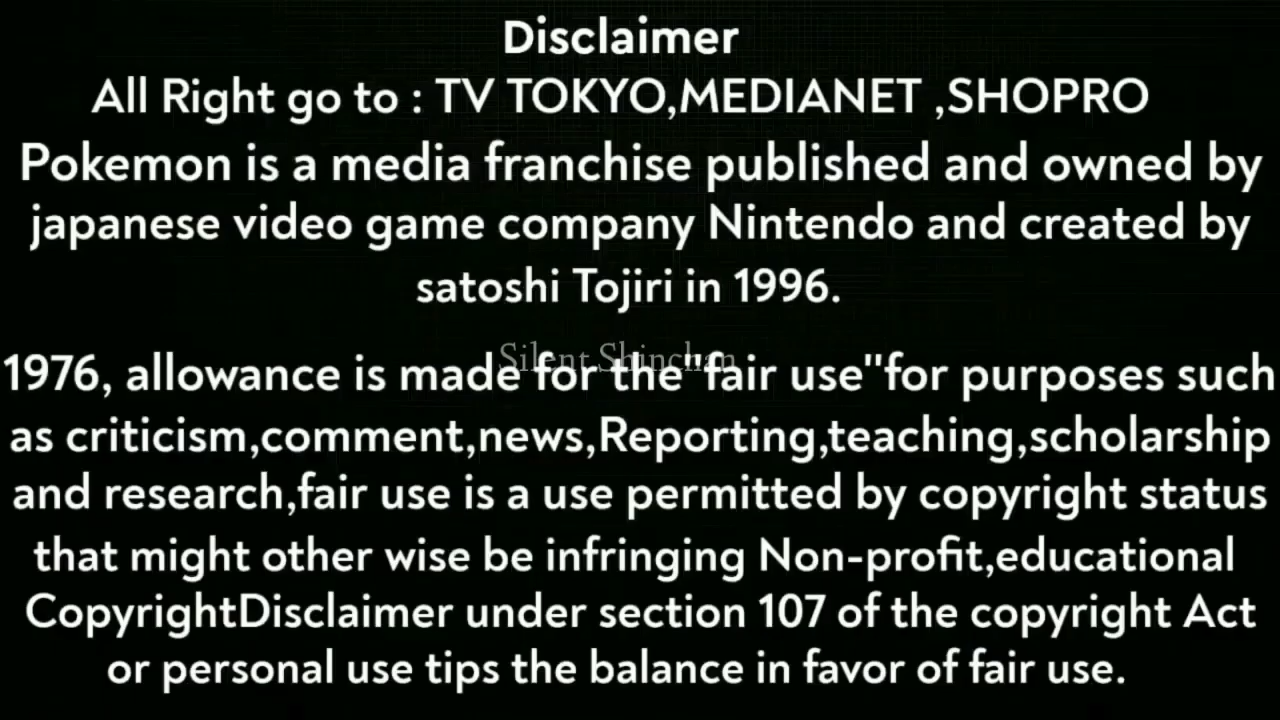 Disclaimer
All Right go to : TV TOKYO,MEDIANET ,SHOPRO
Pokemon is a media franchise published and owned by
japanese video game company Nintendo and created by
satoshi Tojiri in 1996.
Silent Shinchan
1976, allowance is made for the"fair use"for purposes such
as criticism,comment,news,Reporting,teaching,scholarship
and research,fair use is a use permitted by copyright status
that might other wise be infringing Non-profit,educational
CopyrightDisclaimer under section 107 of the copyright Act
or personal use tips the balance in favor of fair use.